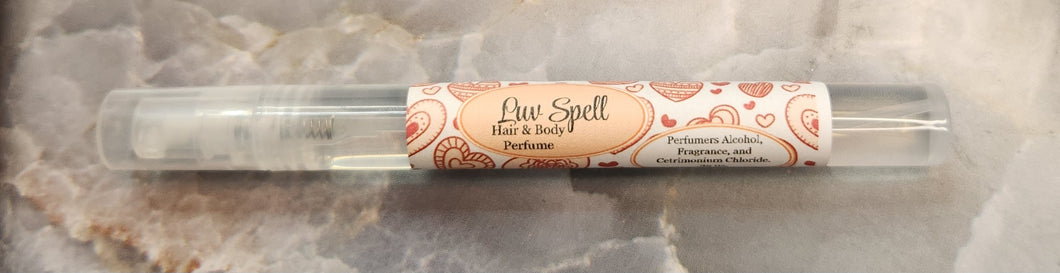 Luv Spell
Hair & Body
Perfume
Perfumers Alcohol,
Fragrance, and
Cetrimonium Chloride.